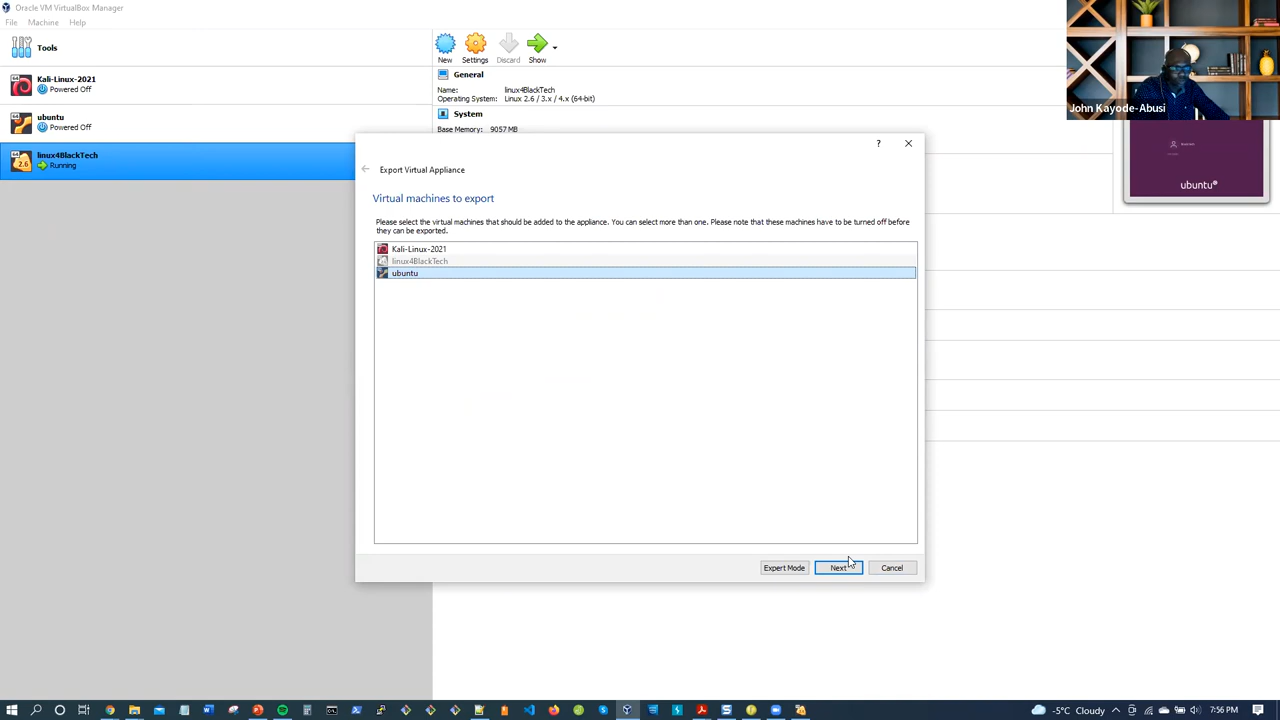 Oracle VM VirtualBox Manager
File Machine Help
Tools
Kali-Linux-2021
Powered Off
ubuntu
Powered Off
linux4BlackTech
Running
New Settings Discard Show
General
Name: linux4BlackTech
Operating System: Linux 2.6 / 3.x / 4.x (64-bit)
System
Base Memory: 9057 MB
John Kayode-Abusi
ubuntu
Export Virtual Appliance
Virtual machines to export
Please select the virtual machines that should be added to the appliance. You can select more than one. Please note that these machines have to be turned off before
they can be exported.
Kali-Linux-2021
linux4BlackTech
ubuntu
Expert Mode Next Cancel
-5°C Cloudy 7:56 PM